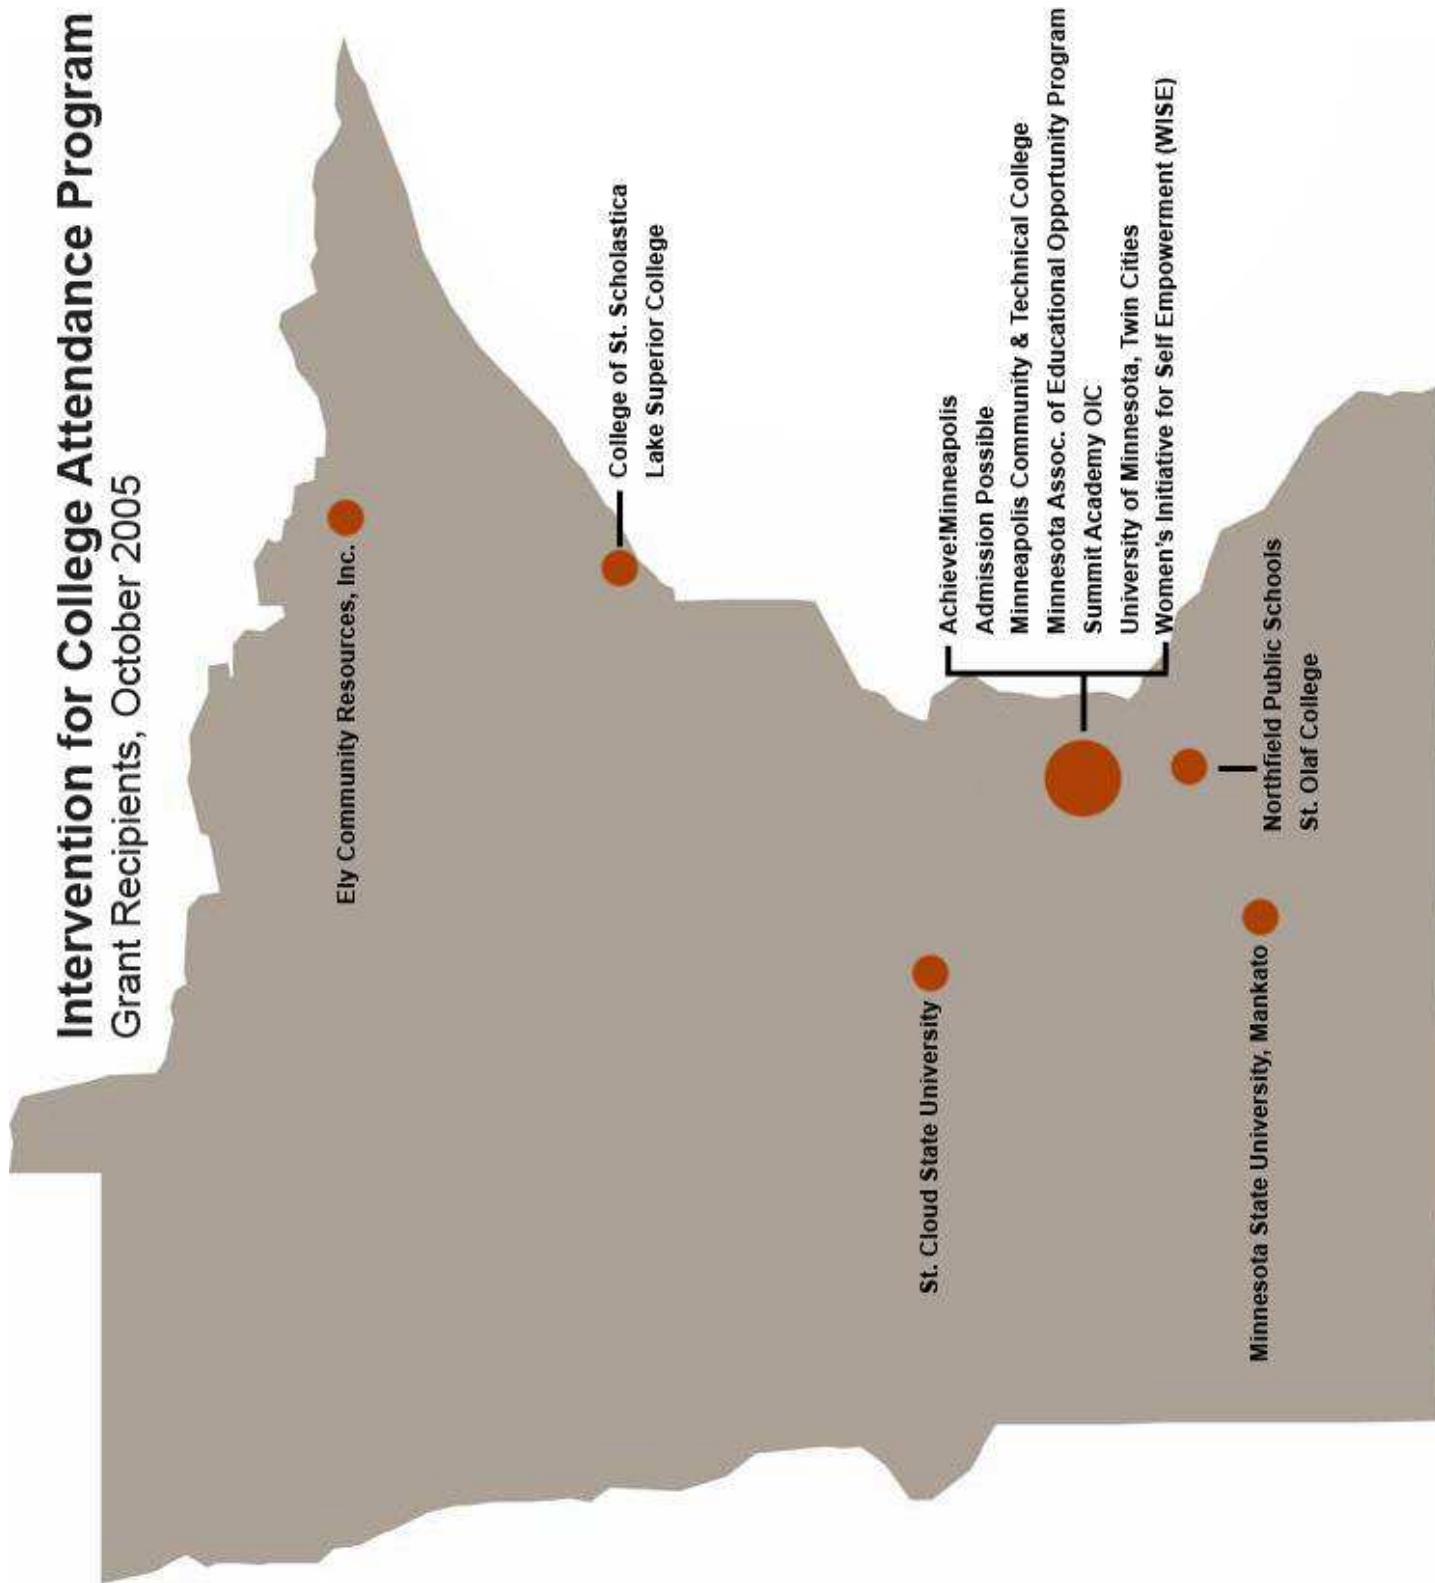 Intervention for College Attendance Program
Grant Recipients, October 2005
Ely Community Resources, Inc.
College of St. Scholastica
Lake Superior College
St. Cloud State University
Achieve!Minneapolis
Admission Possible
Minneapolis Community & Technical College
Minnesota Assoc. of Educational Opportunity Program
Summit Academy OIC
University of Minnesota, Twin Cities
Women's Initiative for Self Empowerment (WISE)
Northfield Public Schools
St. Olaf College
Minnesota State University, Mankato